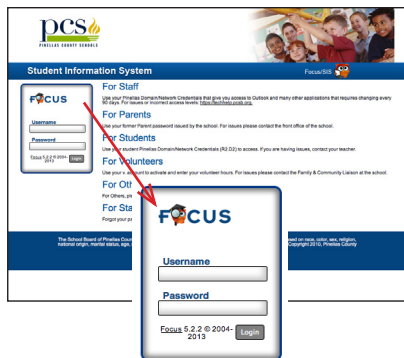 pcs
PINELLAS COUNTY SCHOOLS
Student Information System
Focus/SIS
FOCUS
Username
Password
Focus 5.2.2 © 2004-
2013
Login
For Staff
Use your Pinellas Domain/Network Credentials that give you access to Outlook and many other applications that requires changing every
90 days. For issues or incorrect access levels: https://techhelp.pcsb.org.
For Parents
Use your former Parent password issued by the school. For issues please contact the front office of the school.
For Students
Use your student Pinellas Domain/Network Credentials (R2.D2) to access. If you are having issues, contact your teacher.
For Volunteers
Use your v. account to activate and enter your volunteer hours. For issues please contact the Family & Community Liaison at the school.
For Oth
For Others, ple
For Sta
Forgot your pa
The School Board of Pinellas Coun
national origin, marital status, age,
ased on race, color, sex, religion,
Copyright 2010, Pinellas County
FOCUS
Username
Password
Focus 5.2.2 © 2004-
2013
Login